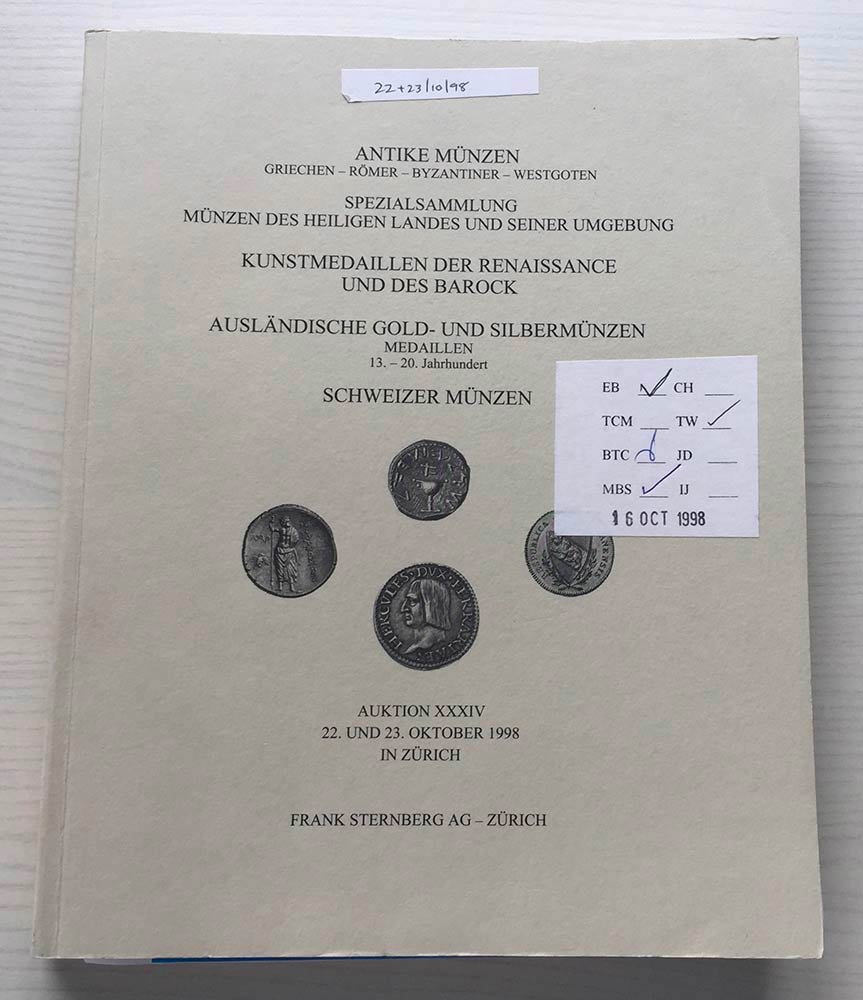 22+23/10/98
ANTIKE MÜNZEN
GRIECHEN – RÖMER – BYZANTINER – WESTGOTEN
SPEZIALSAMMLUNG
MÜNZEN DES HEILIGEN LANDES UND SEINER UMGEBUNG
KUNSTMEDAILLEN DER RENAISSANCE
UND DES BAROCK
AUSLÄNDISCHE GOLD- UND SILBERMÜNZEN
MEDAILLEN
13. – 20. Jahrhundert
SCHWEIZER MÜNZEN
EB CH
TCM TW
BTC JD
MBS IJ
16 OCT 1998
HERCULES · DVX · FERRARIAE
AUKTION XXXIV
22. UND 23. OKTOBER 1998
IN ZÜRICH
FRANK STERNBERG AG – ZÜRICH